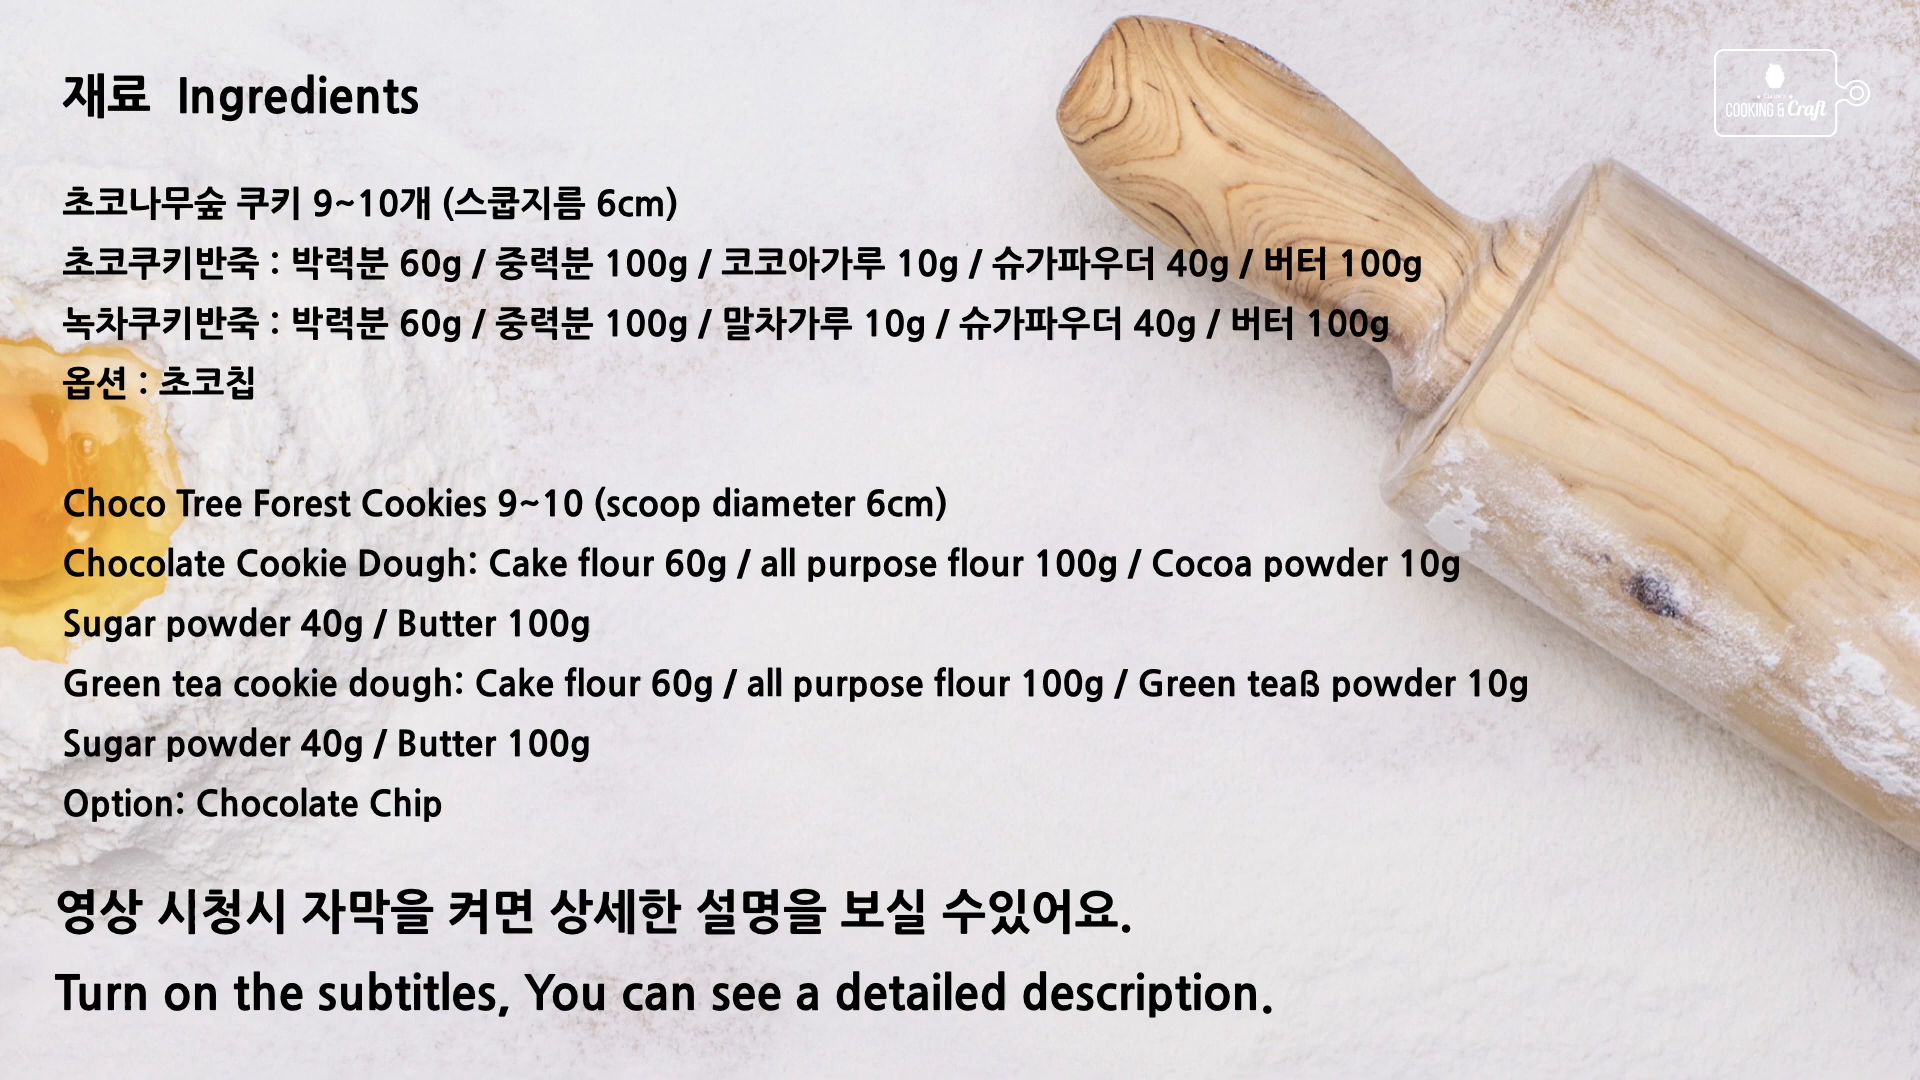 재료 Ingredients
COOKING & Craft
초코나무숲 쿠키 9~10개 (스쿱지름 6cm)
초코쿠키반죽 : 박력분 60g / 중력분 100g / 코코아가루 10g / 슈가파우더 40g / 버터 100g
녹차쿠키반죽 : 박력분 60g / 중력분 100g / 말차가루 10g / 슈가파우더 40g / 버터 100g
옵션 : 초코칩
Choco Tree Forest Cookies 9~10 (scoop diameter 6cm)
Chocolate Cookie Dough: Cake flour 60g / all purpose flour 100g / Cocoa powder 10g
Sugar powder 40g / Butter 100g
Green tea cookie dough: Cake flour 60g / all purpose flour 100g / Green teaß powder 10g
Sugar powder 40g / Butter 100g
Option: Chocolate Chip
영상 시청시 자막을 켜면 상세한 설명을 보실 수있어요.
Turn on the subtitles, You can see a detailed description.